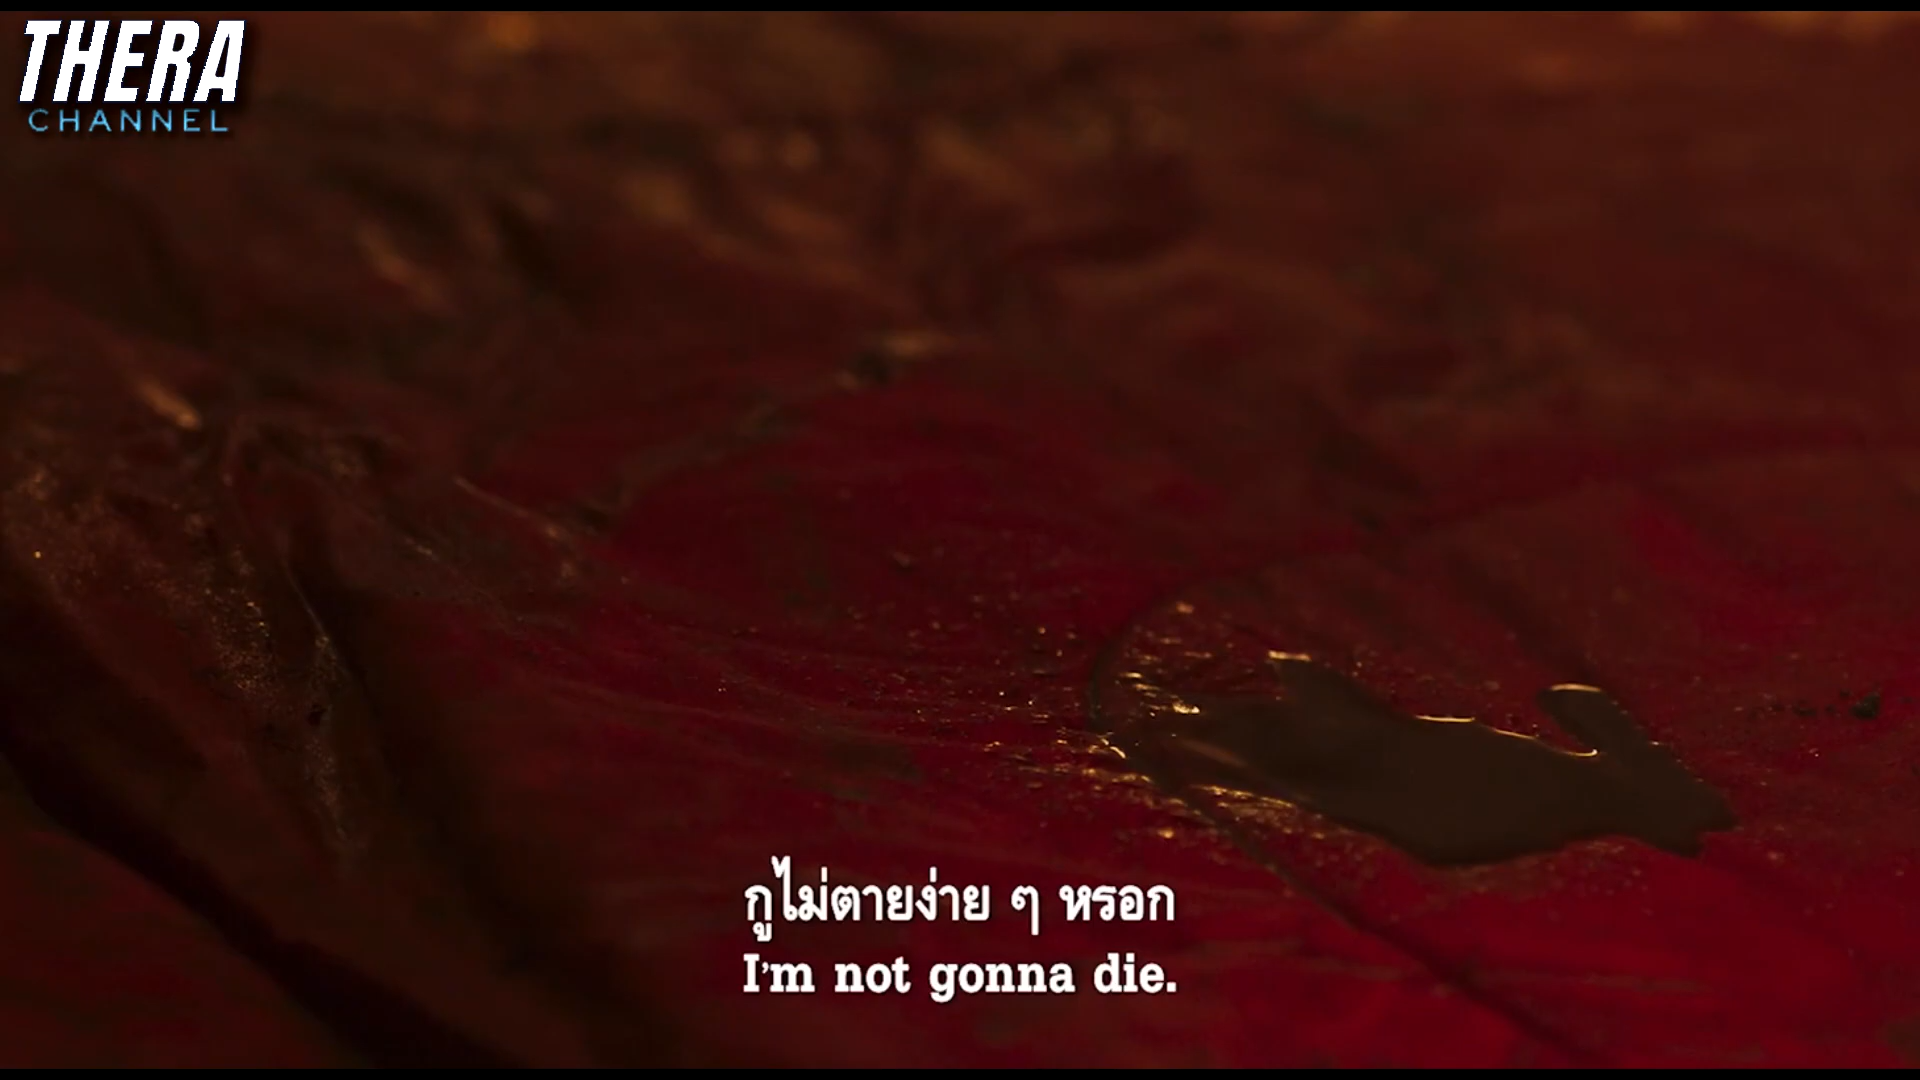 THERA
CHANNEL
กูไม่ตายง่าย ๆ หรอก
I'm not gonna die.